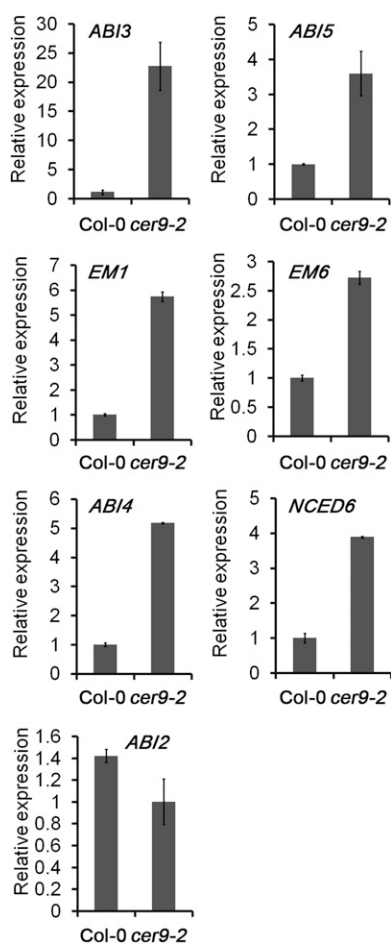 ABI3
Relative expression
30
25
20
15
10
5
0
Col-0 cer9-2
ABI5
Relative expression
5
4
3
2
1
0
Col-0 cer9-2
EM1
Relative expression
7
6
5
4
3
2
1
0
Col-0 cer9-2
EM6
Relative expression
3
2.5
2
1.5
1
0.5
0
Col-0 cer9-2
ABI4
Relative expression
6
5
4
3
2
1
0
Col-0 cer9-2
NCED6
Relative expression
5
4
3
2
1
0
Col-0 cer9-2
ABI2
Relative expression
1.6
1.4
1.2
1
0.8
0.6
0.4
0.2
0
Col-0 cer9-2